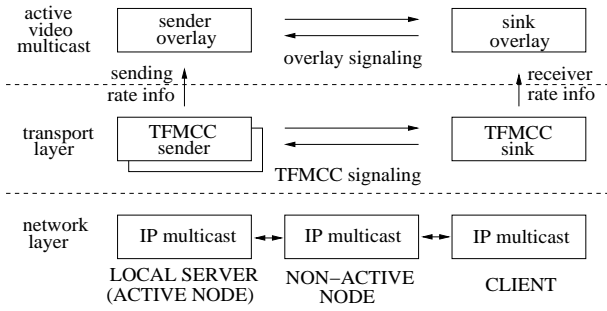 active video multicast
sender overlay
overlay signaling
sink overlay
sending rate info
receiver rate info
transport layer
TFMCC sender
TFMCC signaling
TFMCC sink
network layer
IP multicast
IP multicast
IP multicast
LOCAL SERVER (ACTIVE NODE)
NON−ACTIVE NODE
CLIENT